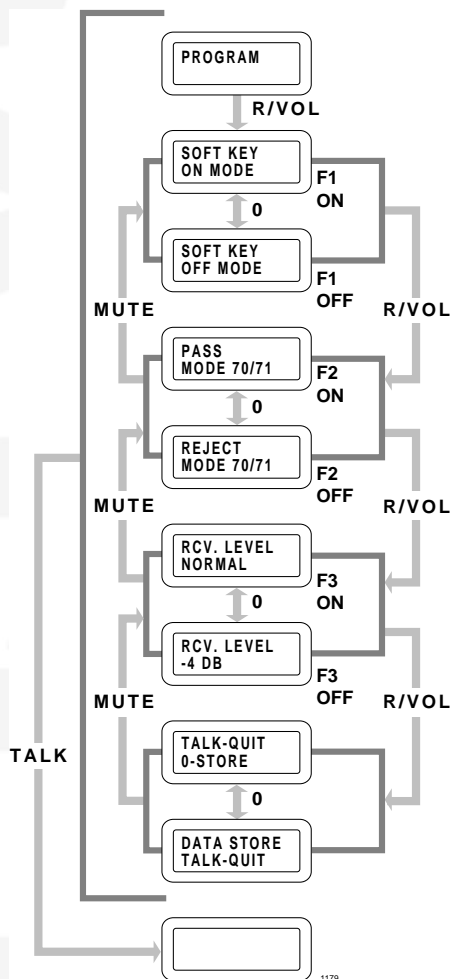 PROGRAM
R/VOL
SOFT KEY
ON MODE
F1
ON
0
SOFT KEY
OFF MODE
F1
OFF
MUTE
R/VOL
PASS
MODE 70/71
F2
ON
0
REJECT
MODE 70/71
F2
OFF
MUTE
R/VOL
RCV. LEVEL
NORMAL
F3
ON
0
RCV. LEVEL
-4 DB
F3
OFF
MUTE
R/VOL
TALK-QUIT
0-STORE
TALK
0
DATA STORE
TALK-QUIT
1179